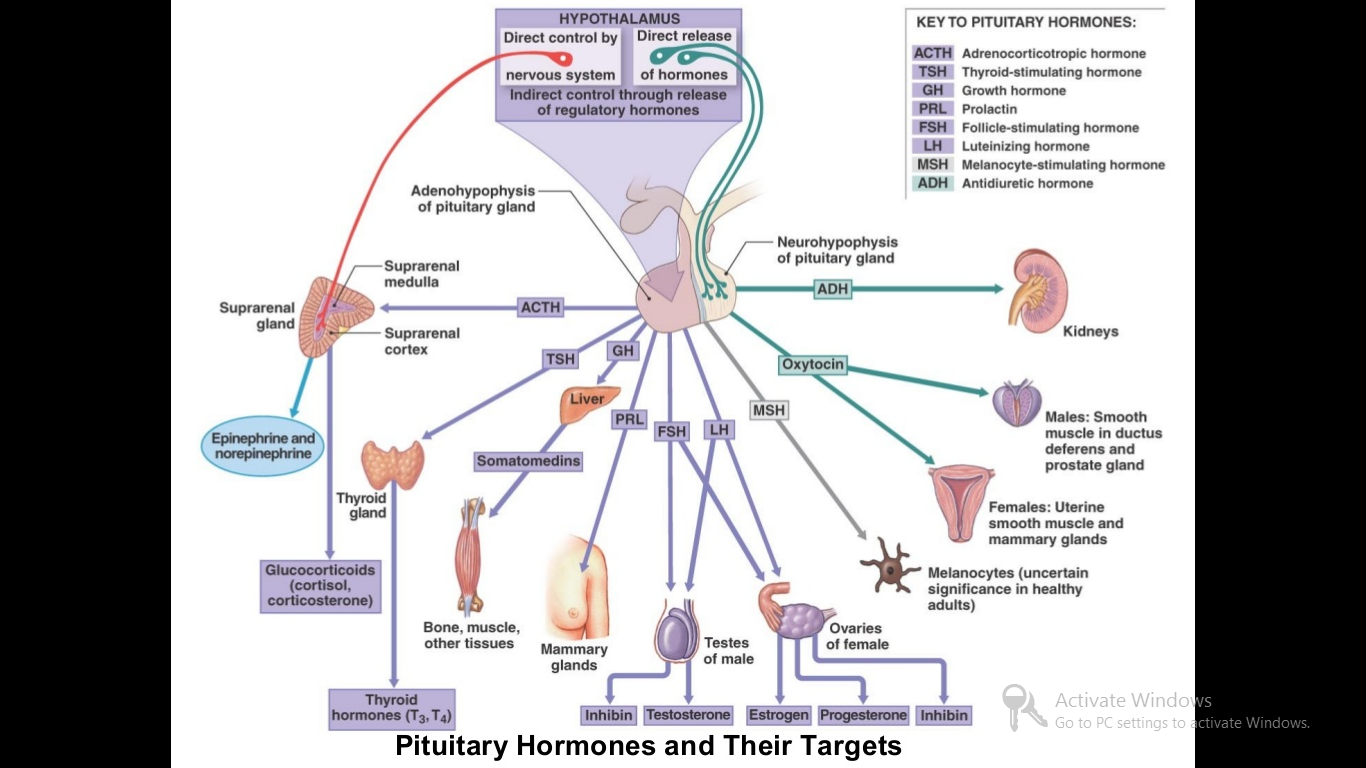 HYPOTHALAMUS
Direct control by
nervous system
Direct release
of hormones
Indirect control through release
of regulatory hormones
KEY TO PITUITARY HORMONES:
ACTH Adrenocorticotropic hormone
TSH Thyroid-stimulating hormone
GH Growth hormone
PRL Prolactin
FSH Follicle-stimulating hormone
LH Luteinizing hormone
MSH Melanocyte-stimulating hormone
ADH Antidiuretic hormone
Adenohypophysis
of pituitary gland
Neurohypophysis
of pituitary gland
Suprarenal
medulla
Suprarenal
gland
Suprarenal
cortex
ACTH
ADH
Kidneys
TSH
GH
Liver
PRL
FSH
LH
MSH
Oxytocin
Epinephrine and
norepinephrine
Somatomedins
Thyroid
gland
Males: Smooth
muscle in ductus
deferens and
prostate gland
Females: Uterine
smooth muscle and
mammary glands
Glucocorticoids
(cortisol,
corticosterone)
Melanocytes (uncertain
significance in healthy
adults)
Bone, muscle,
other tissues
Mammary
glands
Testes
of male
Ovaries
of female
Thyroid
hormones (T₃, T₄)
Inhibin
Testosterone
Estrogen
Progesterone
Inhibin
Activate Windows
Go to PC settings to activate Windows.
Pituitary Hormones and Their Targets